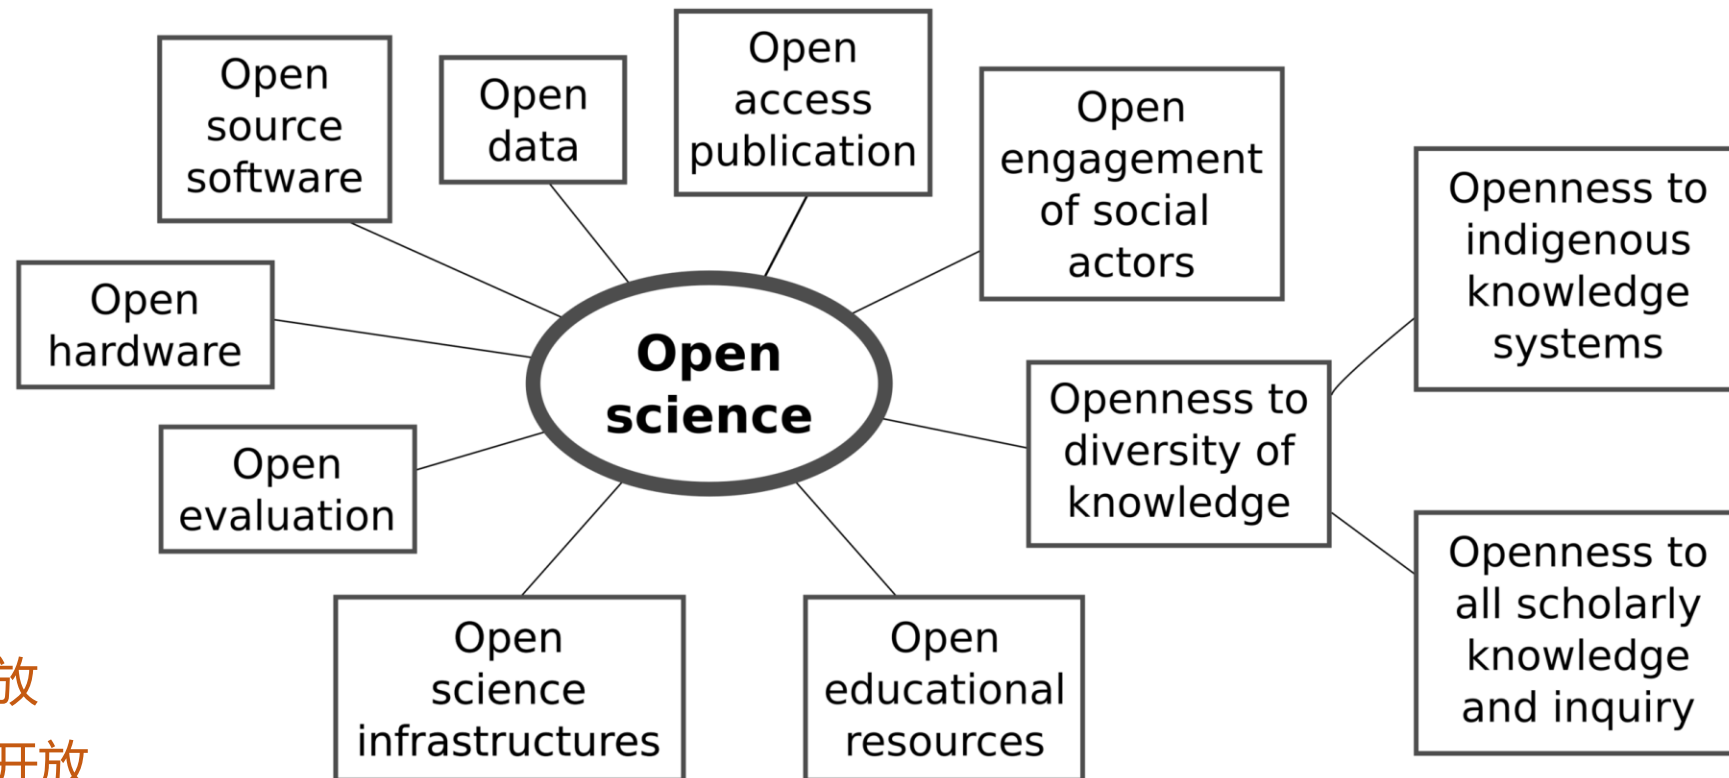 Open
source
software
Open
data
Open
access
publication
Open
engagement
of social
actors
Openness to
indigenous
knowledge
systems
Open
hardware
Open
science
Openness to
diversity of
knowledge
Open
evaluation
Openness to
all scholarly
knowledge
and inquiry
Open
science
infrastructures
Open
educational
resources
放
开放